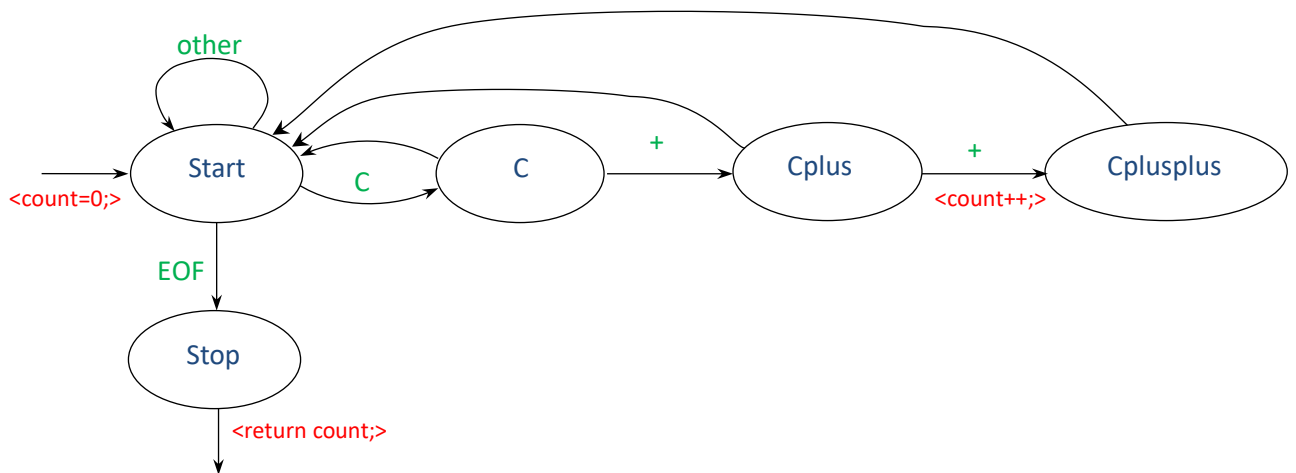 other
Start
C
C
+
Cplus
+
Cplusplus
<count=0;>
<count++;>
EOF
Stop
<return count;>